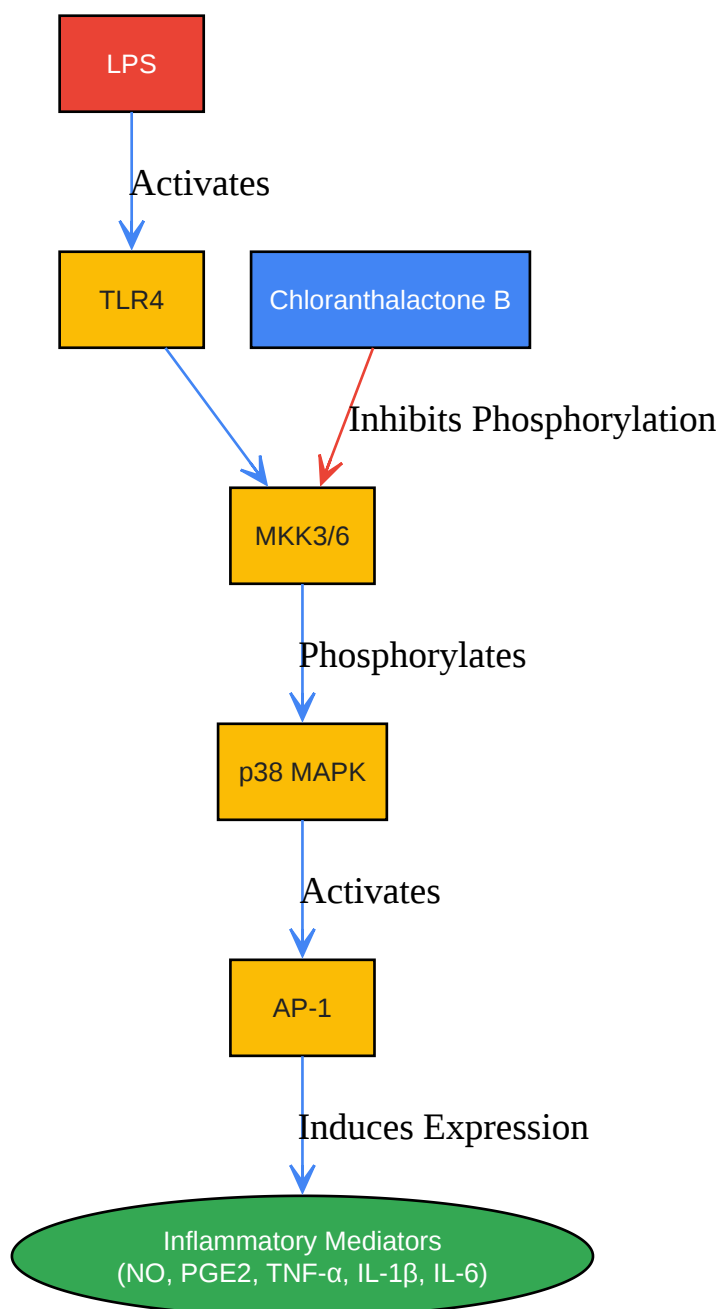 LPS
Activates
TLR4
Chloranthalactone B
Inhibits Phosphorylation
MKK3/6
Phosphorylates
p38 MAPK
Activates
AP-1
Induces Expression
Inflammatory Mediators
(NO, PGE2, TNF-α, IL-1β, IL-6)